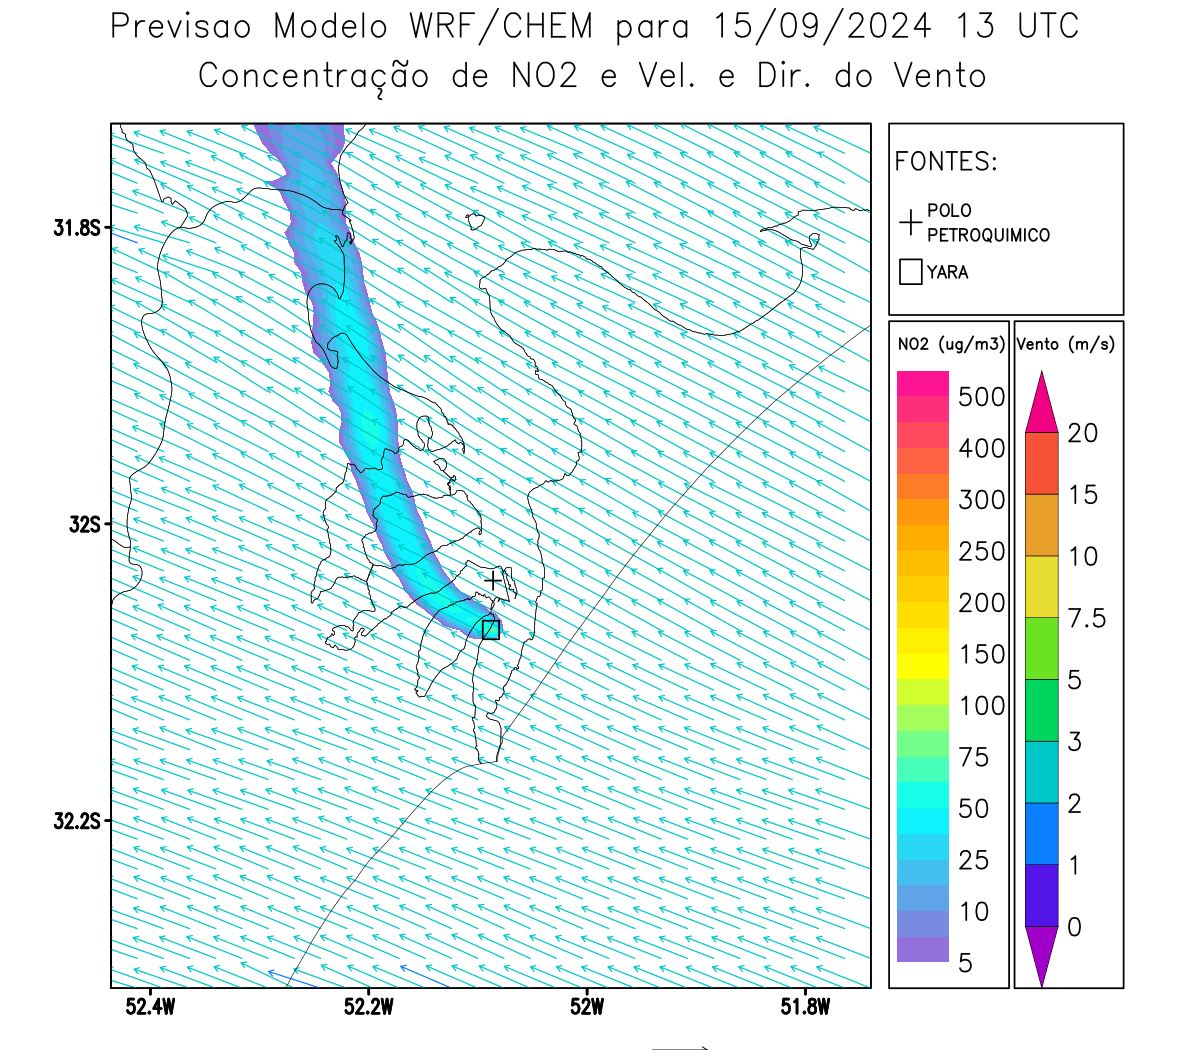 Previsao Modelo WRF/CHEM para 15/09/2024 13 UTC
Concentração de NO2 e Vel. e Dir. do Vento
FONTES:
POLO
PETROQUIMICO
YARA
31.8S
32S
32.2S
52.4W
52.2W
52W
51.8W
NO2 (ug/m3)
500
400
300
250
200
150
100
75
50
25
10
5
Vento (m/s)
20
15
10
7.5
5
3
2
1
0